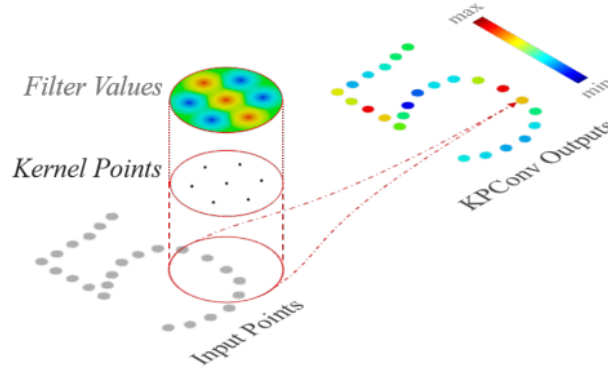 max
min
Filter Values
Kernel Points
KPConv Outputs
Input Points